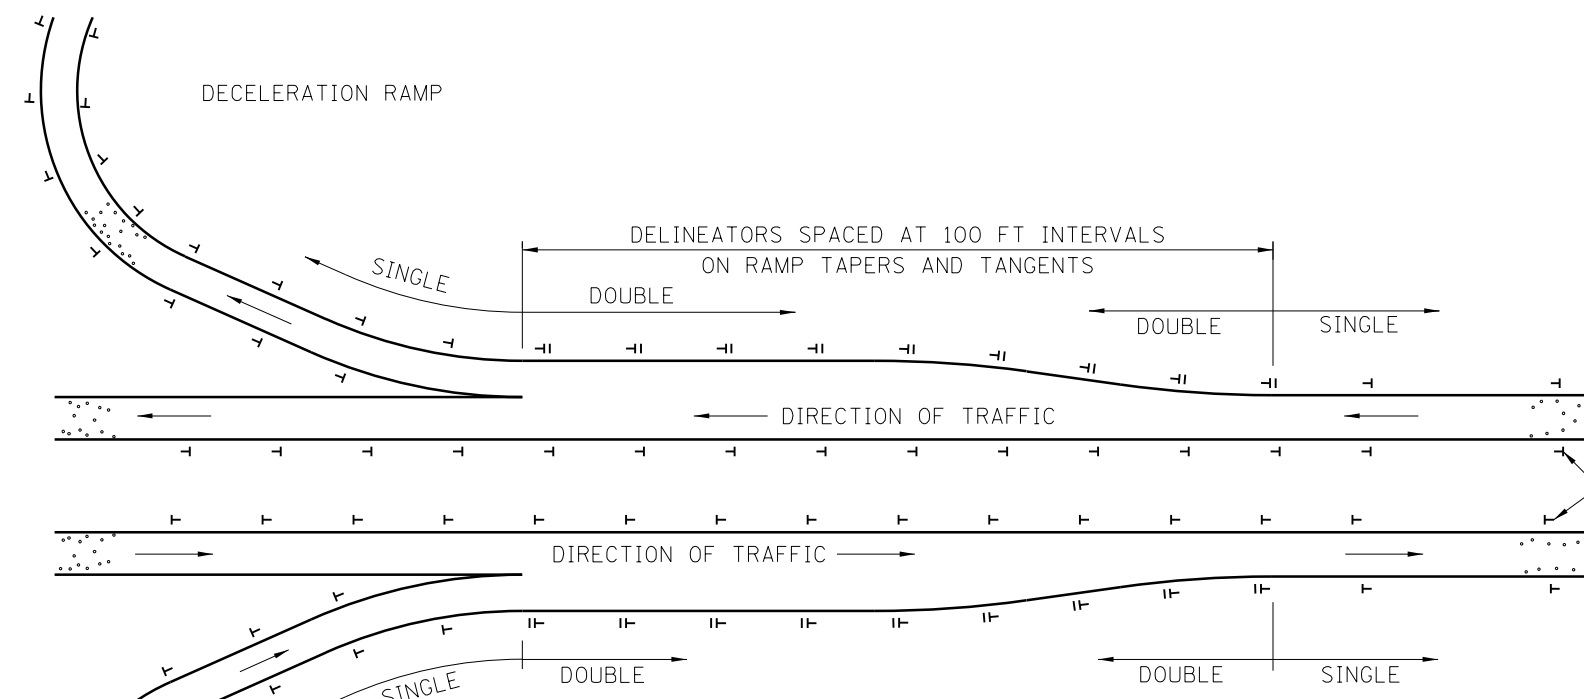 DECELERATION RAMP
DELINEATORS SPACED AT 100 FT INTERVALS
ON RAMP TAPERS AND TANGENTS
SINGLE
DOUBLE
DOUBLE
SINGLE
DIRECTION OF TRAFFIC
DIRECTION OF TRAFFIC
SINGLE
DOUBLE
DOUBLE
SINGLE